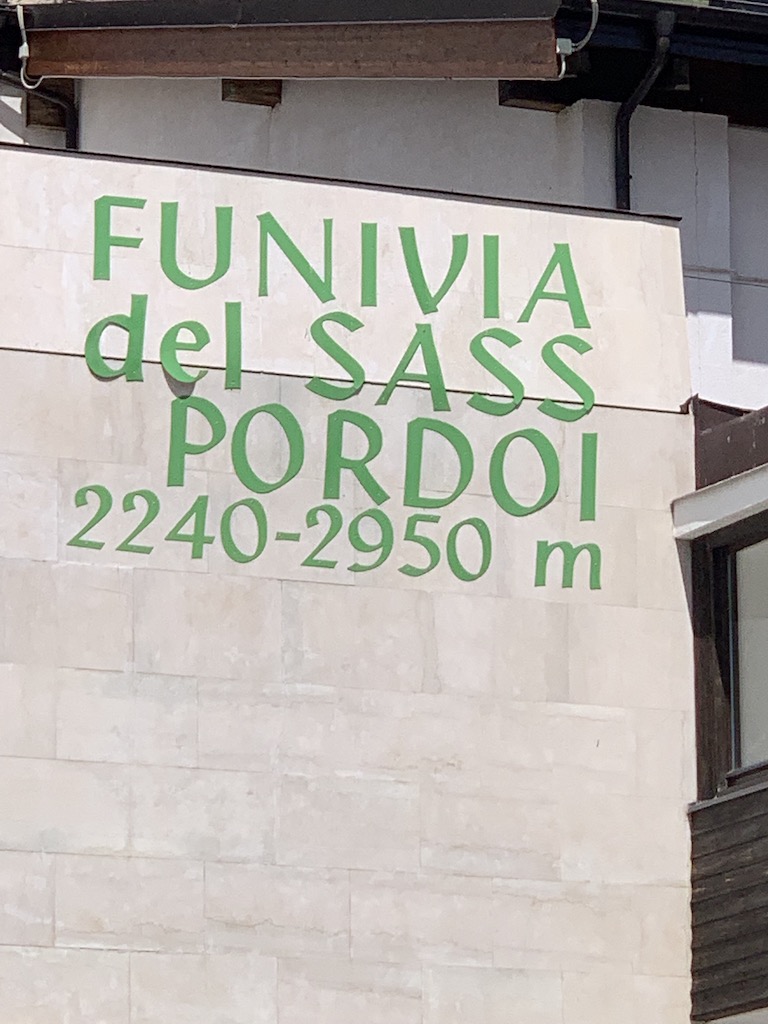 FUNIVIA
del SASS
PORDOI
2240-2950 m